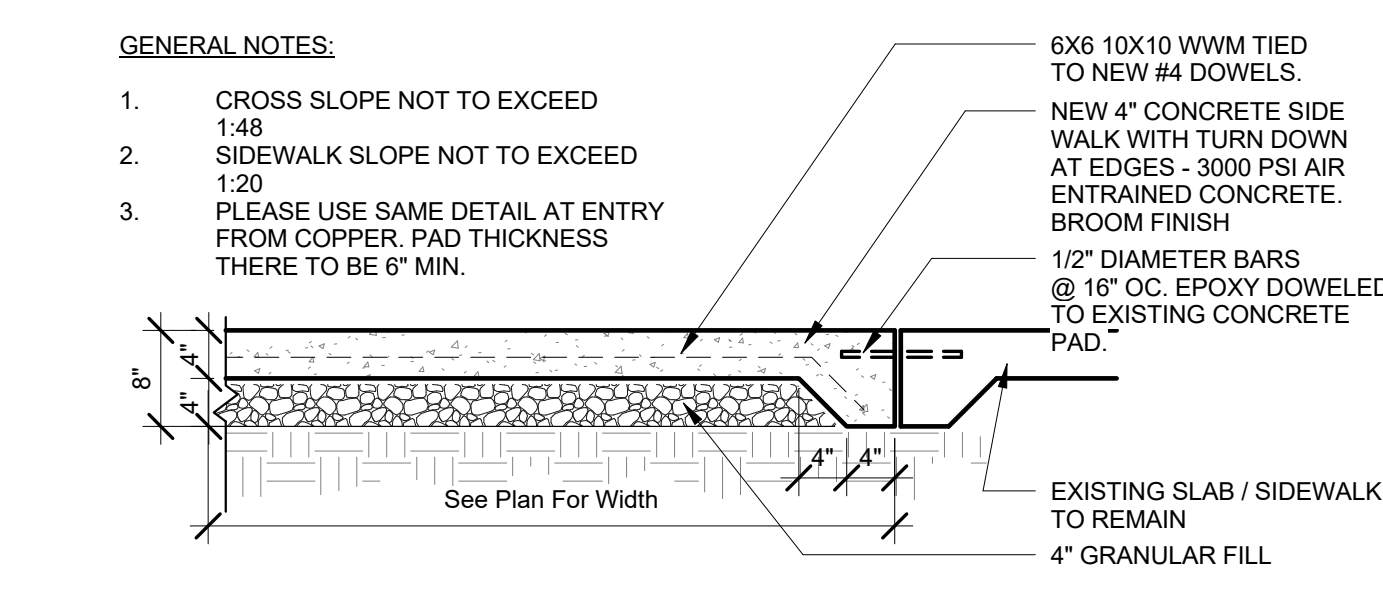 GENERAL NOTES:
1. CROSS SLOPE NOT TO EXCEED
1:48
2. SIDEWALK SLOPE NOT TO EXCEED
1:20
3. PLEASE USE SAME DETAIL AT ENTRY
FROM COPPER. PAD THICKNESS
THERE TO BE 6" MIN.
6X6 10X10 WWM TIED
TO NEW #4 DOWELS.
NEW 4" CONCRETE SIDE
WALK WITH TURN DOWN
AT EDGES - 3000 PSI AIR
ENTRAINED CONCRETE.
BROOM FINISH
1/2" DIAMETER BARS
@ 16" OC. EPOXY DOWELED
TO EXISTING CONCRETE
PAD.
8"
4"
4"
4" 4"
See Plan For Width
EXISTING SLAB / SIDEWALK
TO REMAIN
4" GRANULAR FILL